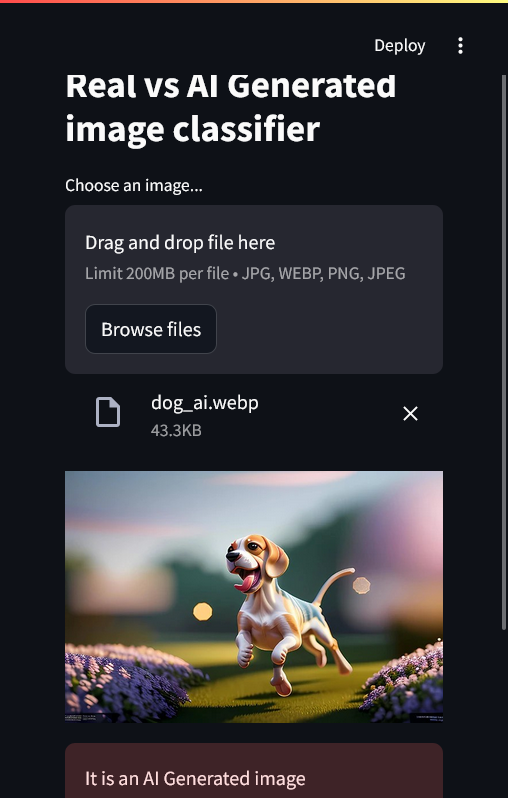 Deploy
Real vs AI Generated
image classifier
Choose an image...
Drag and drop file here
Limit 200MB per file • JPG, WEBP, PNG, JPEG
Browse files
dog_ai.webp
43.3KB
It is an AI Generated image